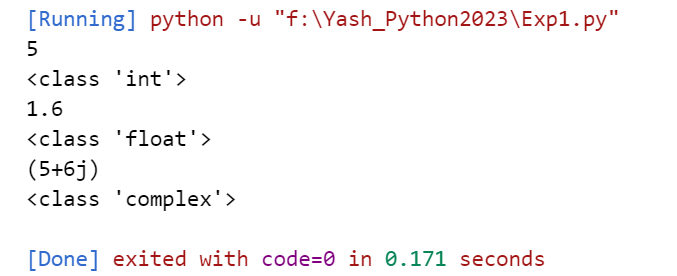 [Running] python -u "f:\Yash_Python2023\Exp1.py"
5
<class 'int'>
1.6
<class 'float'>
(5+6j)
<class 'complex'>
[Done] exited with code=0 in 0.171 seconds